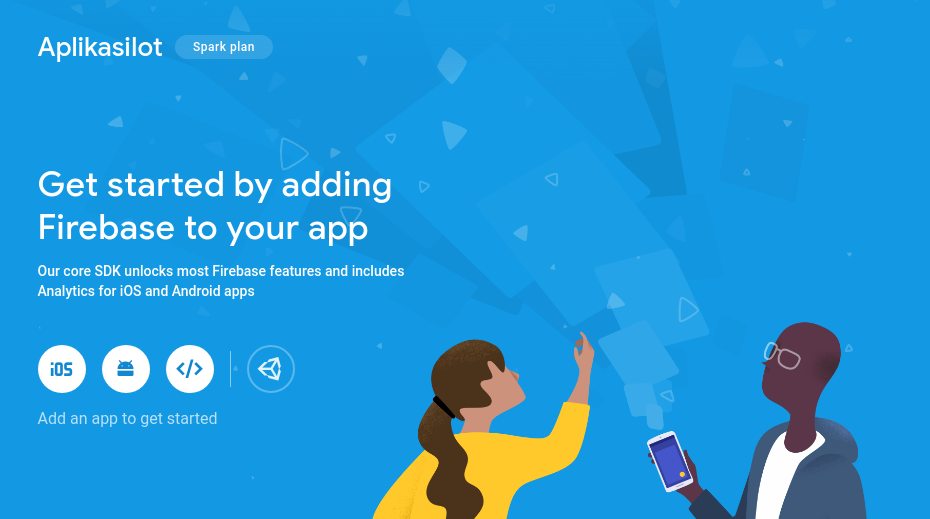 Aplikasilot
Spark plan
Get started by adding
Firebase to your app
Our core SDK unlocks most Firebase features and includes
Analytics for iOS and Android apps
iOS
</>
Add an app to get started